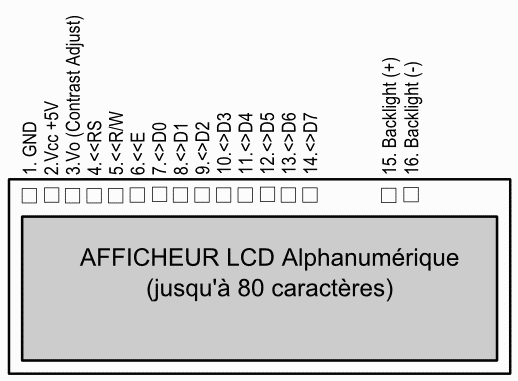 1. GND
2.Vcc +5V
3.Vo (Contrast Adjust)
4.<<RS
5.<<R/W
6.<<E
7.<>D0
8.<>D1
9.<>D2
10.<>D3
11.<>D4
12.<>D5
13.<>D6
14.<>D7
15. Backlight (+)
16. Backlight (-)
AFFICHEUR LCD Alphanumérique
(jusqu'à 80 caractères)